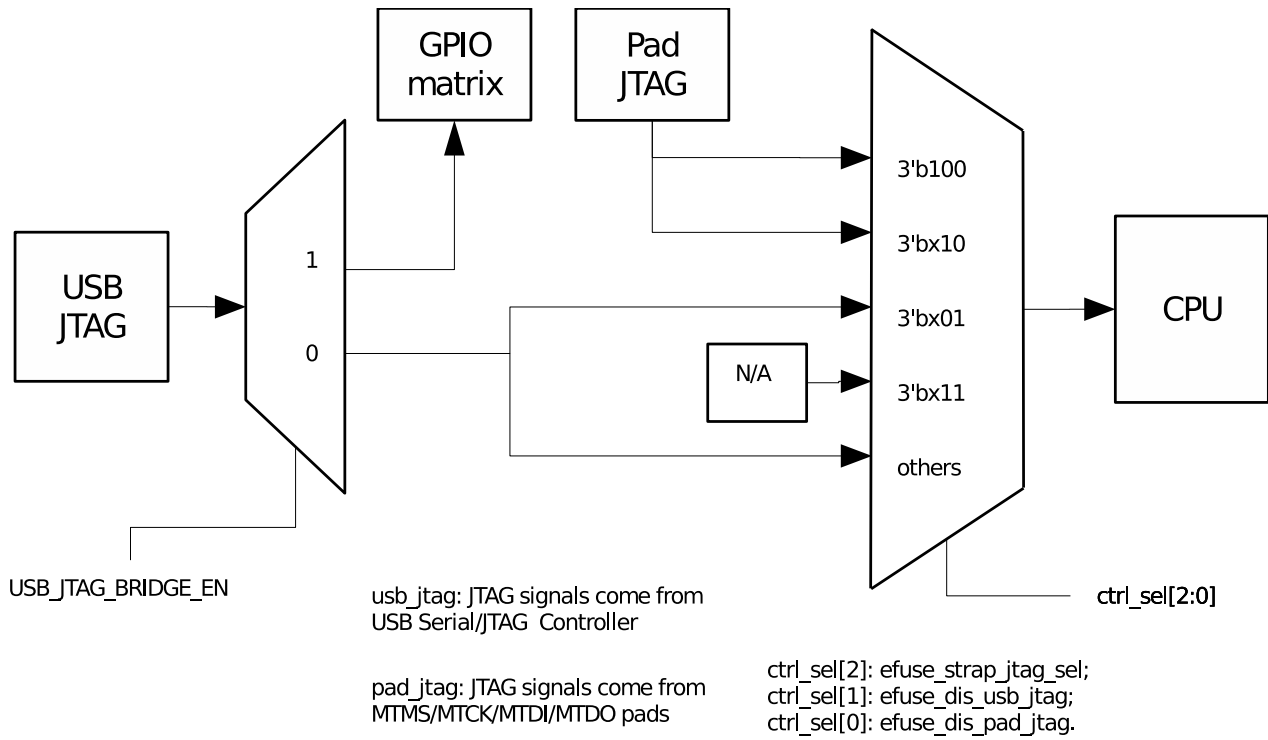 GPIO
matrix
Pad
JTAG
USB
JTAG
1
0
3'b100
3'bx10
3'bx01
N/A
3'bx11
others
CPU
USB_JTAG_BRIDGE_EN
ctrl_sel[2:0]
usb_jtag: JTAG signals come from
USB Serial/JTAG Controller
pad_jtag: JTAG signals come from
MTMS/MTCK/MTDI/MTDO pads
ctrl_sel[2]: efuse_strap_jtag_sel;
ctrl_sel[1]: efuse_dis_usb_jtag;
ctrl_sel[0]: efuse_dis_pad_jtag.